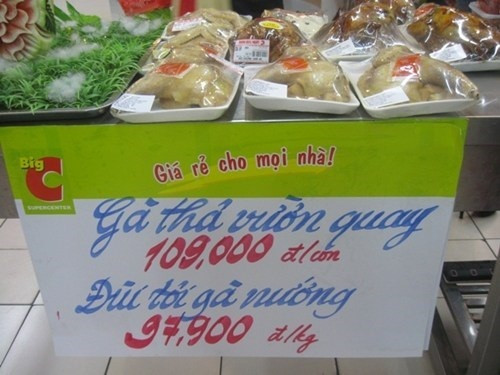 Big
C
SUPERCENTER
Giá rẻ cho mọi nhà!
Gà thả vườn quay
109,000 đ/con
Đùi tỏi gà nướng
97,900 đ/kg